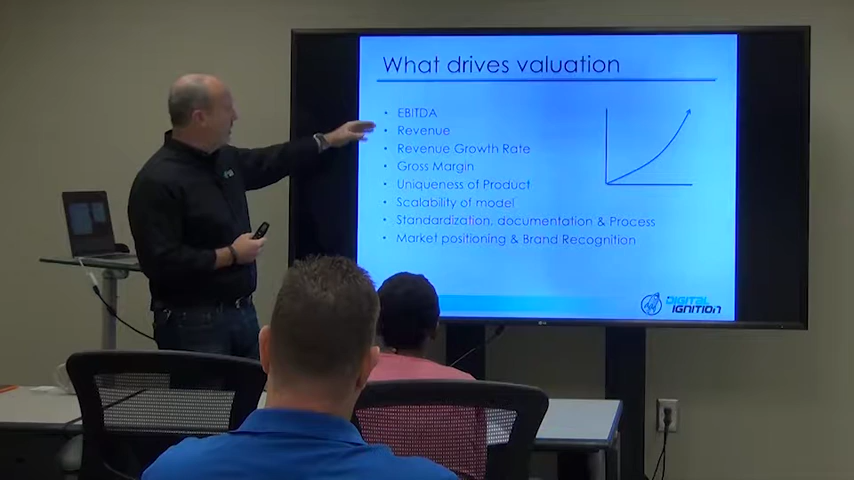 What drives valuation
• EBITDA
• Revenue
• Revenue Growth Rate
• Gross Margin
• Uniqueness of Product
• Scalability of model
• Standardization, documentation & Process
• Market positioning & Brand Recognition
DIGITAL
IGNITION